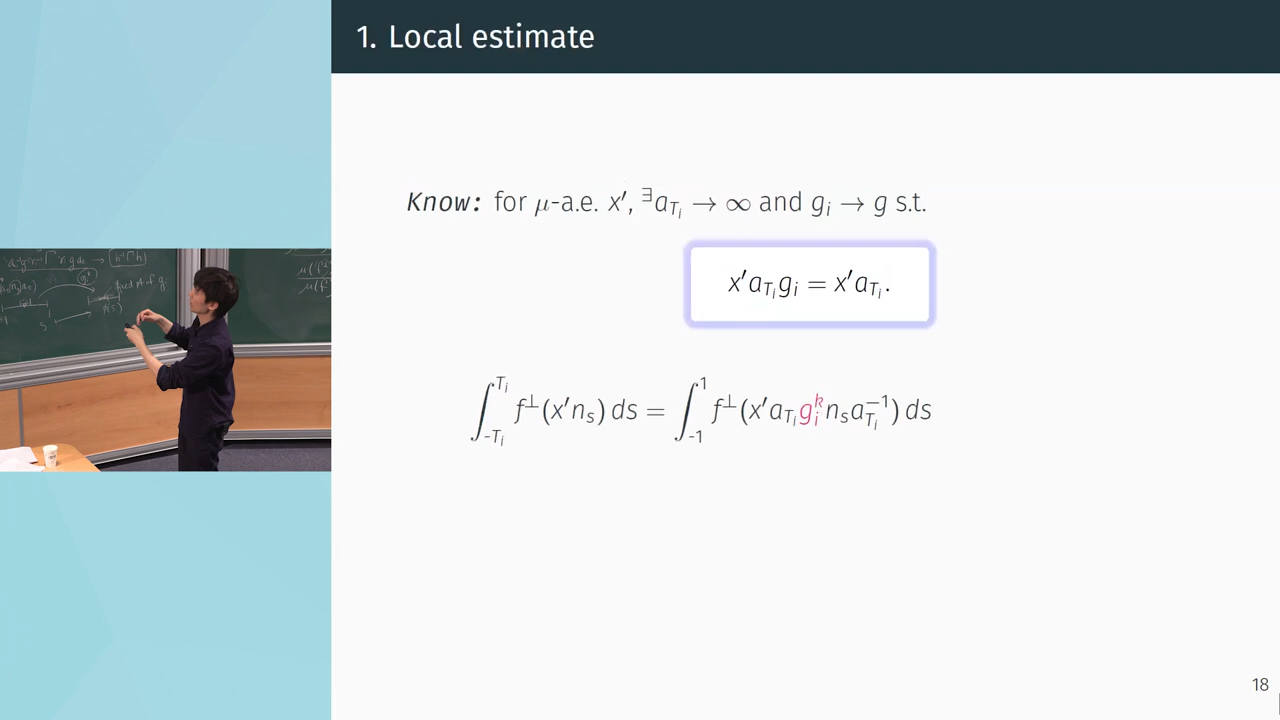 1. Local estimate
Know: for μ-a.e. x′, ∃a_{T_i} → ∞ and g_i → g s.t.
x′a_{T_i}g_i = x′a_{T_i}.
∫_{-T_i}^{T_i} f^⊥(x′n_s) ds = ∫_{-1}^{1} f^⊥(x′a_{T_i}g_i^k n_s a_{T_i}^{-1}) ds
18